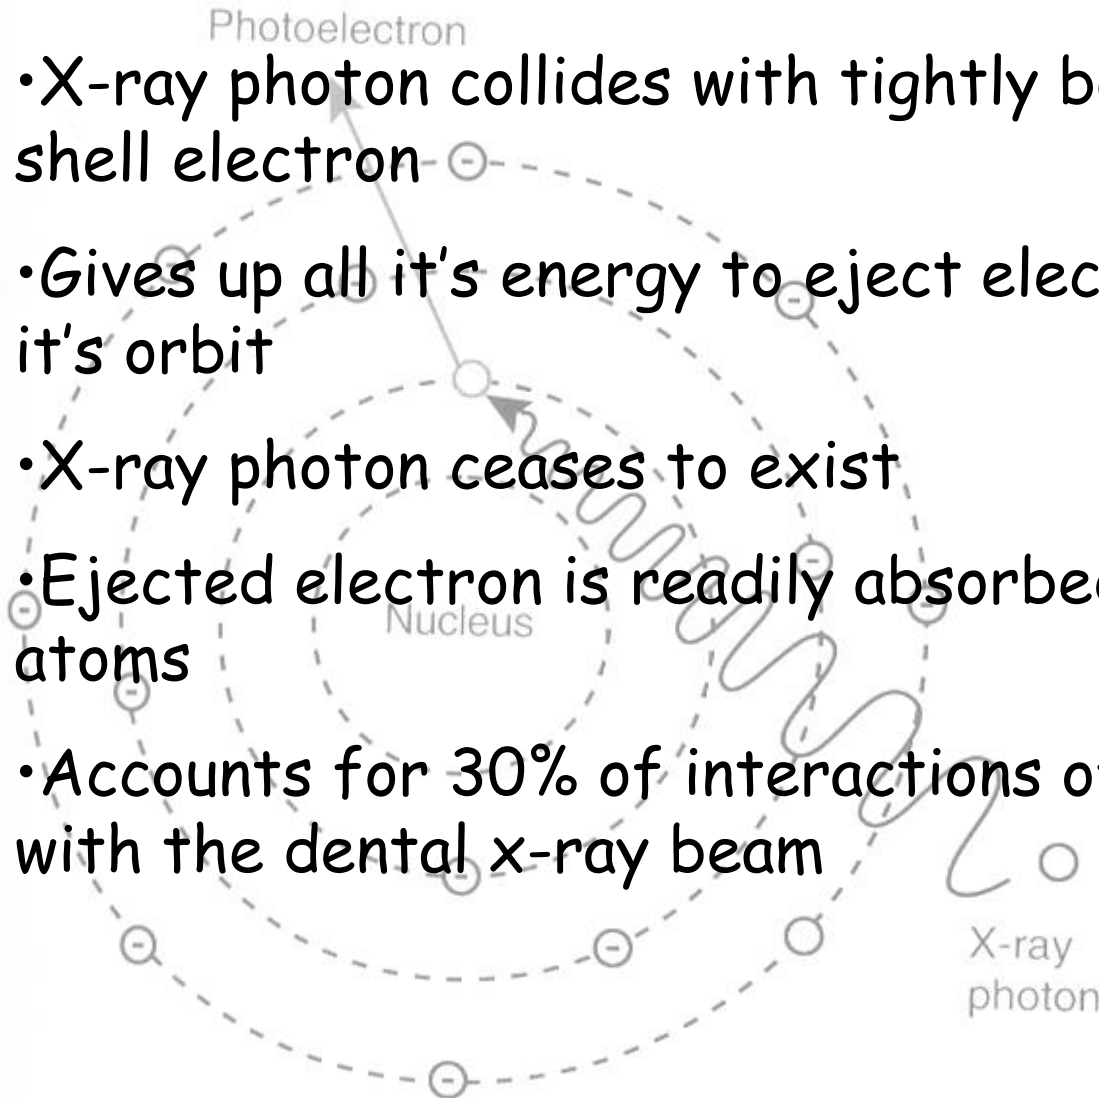 Photoelectron
•X-ray photon collides with tightly
shell electron
•Gives up all it's energy to eject
it's orbit
•X-ray photon ceases to exist
•Ejected electron is readily
atoms
Nucleus
•Accounts for 30% of interactions
with the dental x-ray beam
X-ray
photon